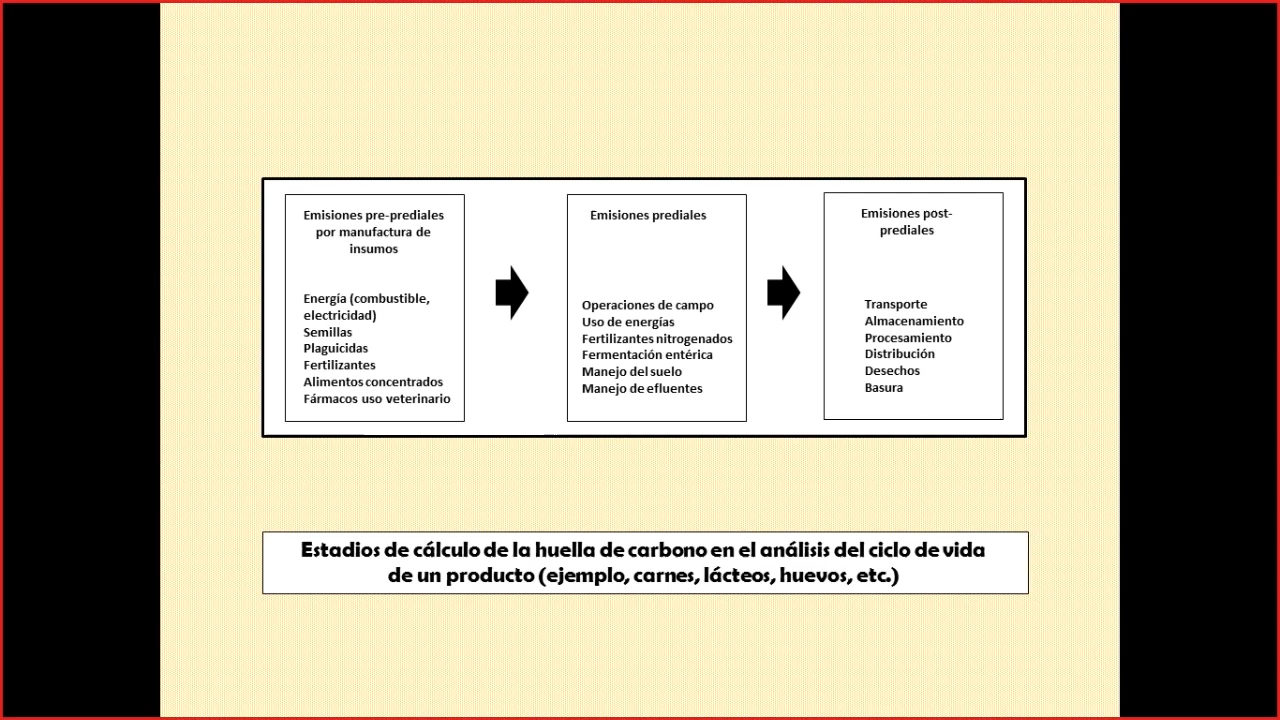 Emisiones pre-prediales
por manufactura de
insumos
Energía (combustible,
electricidad)
Semillas
Plaguicidas
Fertilizantes
Alimentos concentrados
Fármacos uso veterinario
Emisiones prediales
Operaciones de campo
Uso de energías
Fertilizantes nitrogenados
Fermentación entérica
Manejo del suelo
Manejo de efluentes
Emisiones post-
prediales
Transporte
Almacenamiento
Procesamiento
Distribución
Desechos
Basura
Estadios de cálculo de la huella de carbono en el análisis del ciclo de vida
de un producto (ejemplo, carnes, lácteos, huevos, etc.)